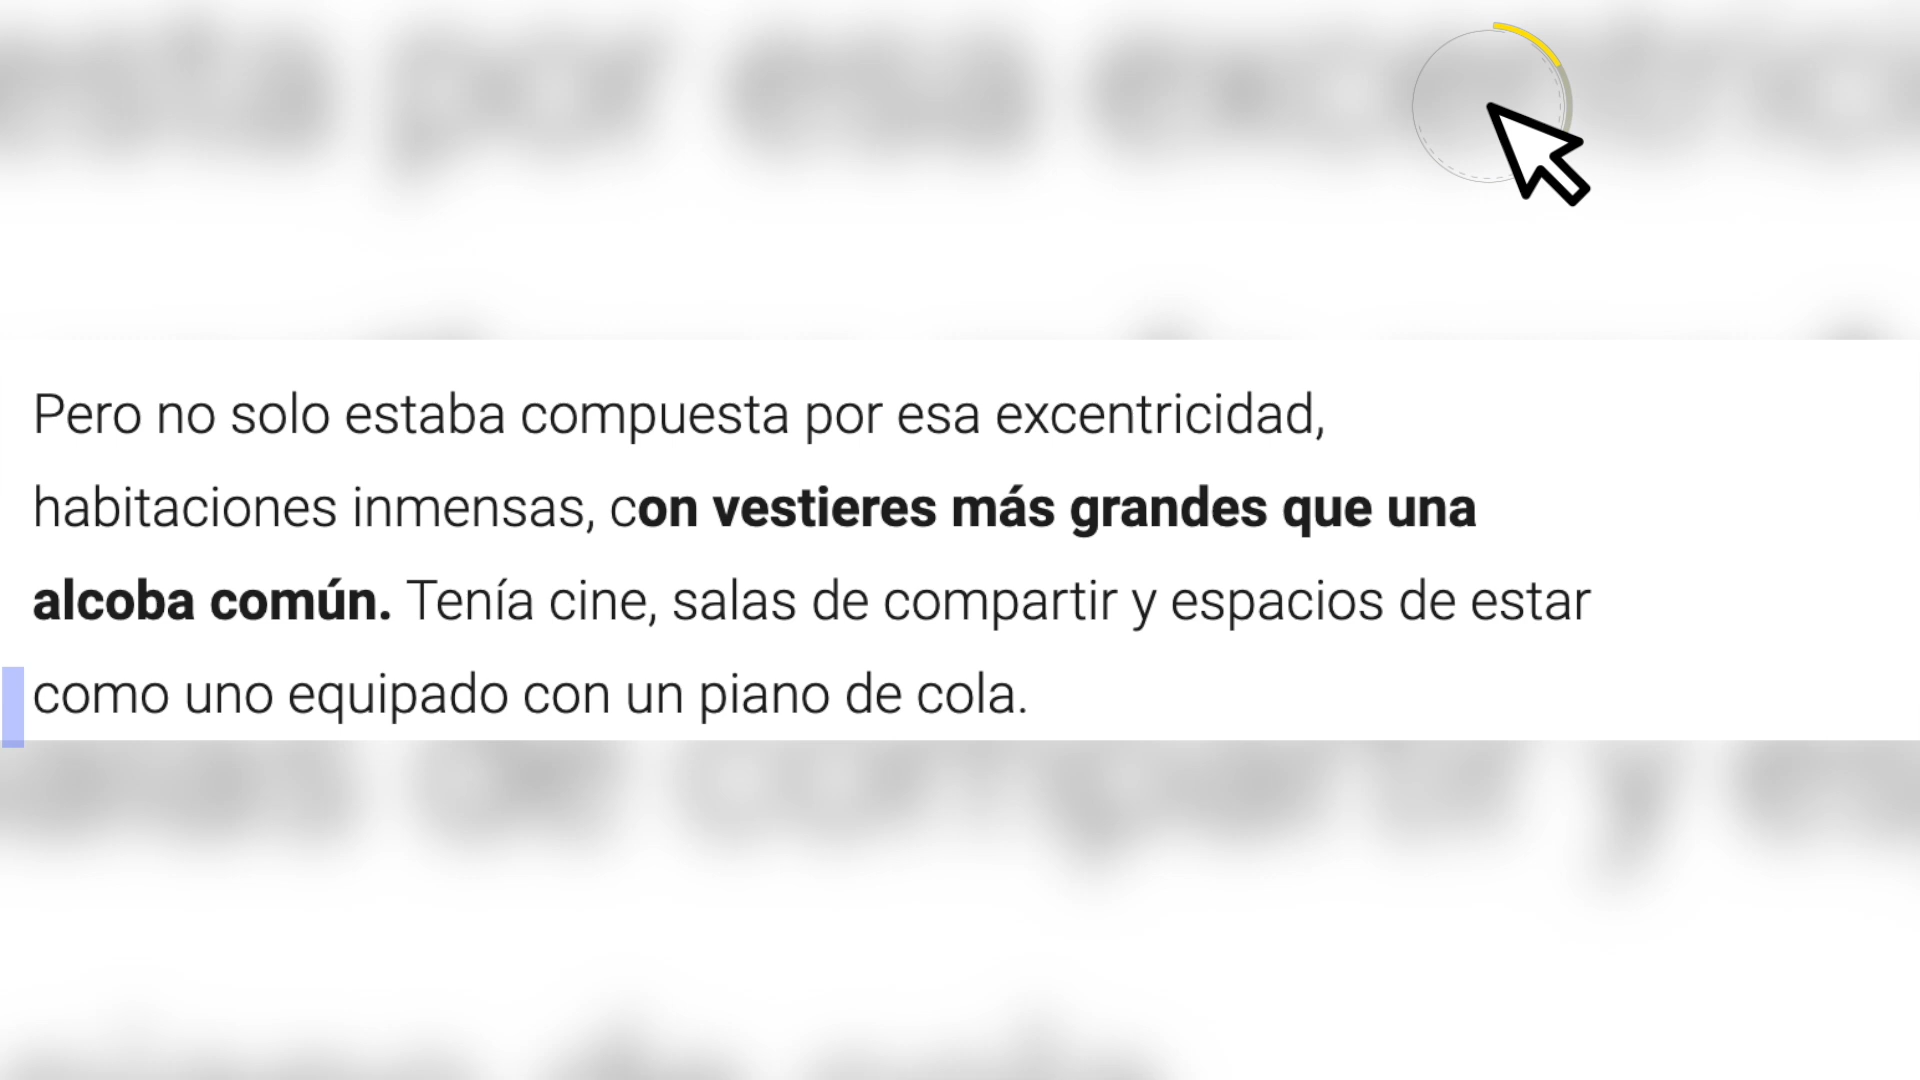 Pero no solo estaba compuesta por esa excentricidad,
habitaciones inmensas, con vestieres más grandes que una
alcoba común. Tenía cine, salas de compartir y espacios de estar
como uno equipado con un piano de cola.